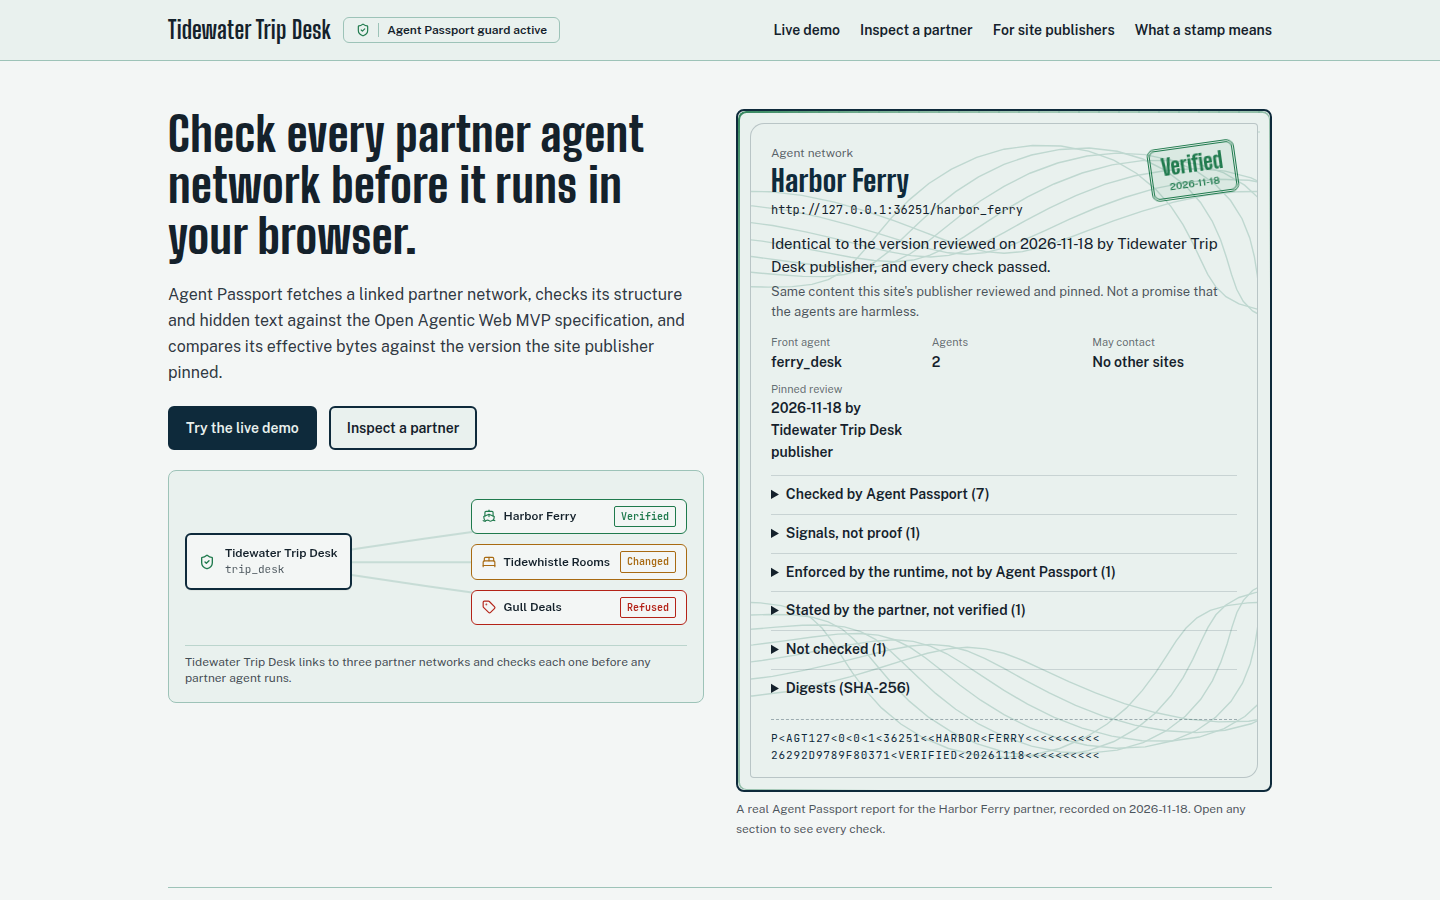 Tidewater Trip Desk
Agent Passport guard active
Live demo
Inspect a partner
For site publishers
What a stamp means
Check every partner agent
network before it runs in
your browser.
Agent Passport fetches a linked partner network, checks its structure
and hidden text against the Open Agentic Web MVP specification, and
compares its effective bytes against the version the site publisher
pinned.
Try the live demo
Inspect a partner
Tidewater Trip Desk
trip_desk
Harbor Ferry
Verified
Tidewhistle Rooms
Changed
Gull Deals
Refused
Tidewater Trip Desk links to three partner networks and checks each one before any
partner agent runs.
Agent network
Harbor Ferry
http://127.0.0.1:36251/harbor_ferry
Verified
2026-11-18
Identical to the version reviewed on 2026-11-18 by Tidewater Trip
Desk publisher, and every check passed.
Same content this site's publisher reviewed and pinned. Not a promise that
the agents are harmless.
Front agent
ferry_desk
Agents
2
May contact
No other sites
Pinned review
2026-11-18 by
Tidewater Trip Desk
publisher
Checked by Agent Passport (7)
Signals, not proof (1)
Enforced by the runtime, not by Agent Passport (1)
Stated by the partner, not verified (1)
Not checked (1)
Digests (SHA-256)
P<AGT127<0<0<1<36251<<HARBOR<FERRY<<<<<<<<<<
26292D9789F80371<VERIFIED<20261118<<<<<<<<<<
A real Agent Passport report for the Harbor Ferry partner, recorded on 2026-11-18. Open any
section to see every check.